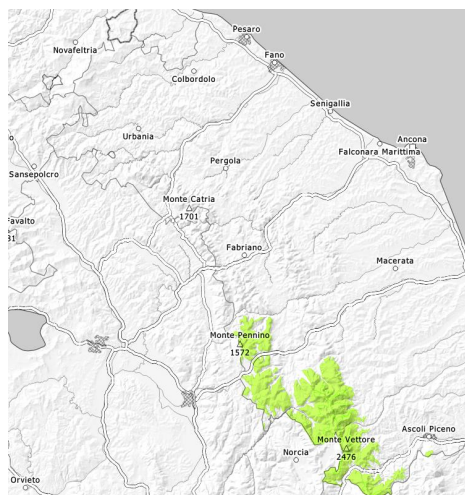 Pesaro
Novafeltria
Fano
Colbordolo
Senigallia
Urbania
Ancona
Falconara Marittima
Pergola
Sansepolcro
Monte Catria
1701
Favalto
Fabriano
Macerata
Monte Pennino
1572
Ascoli Piceno
Monte Vettore
Norcia
2476
Orvieto